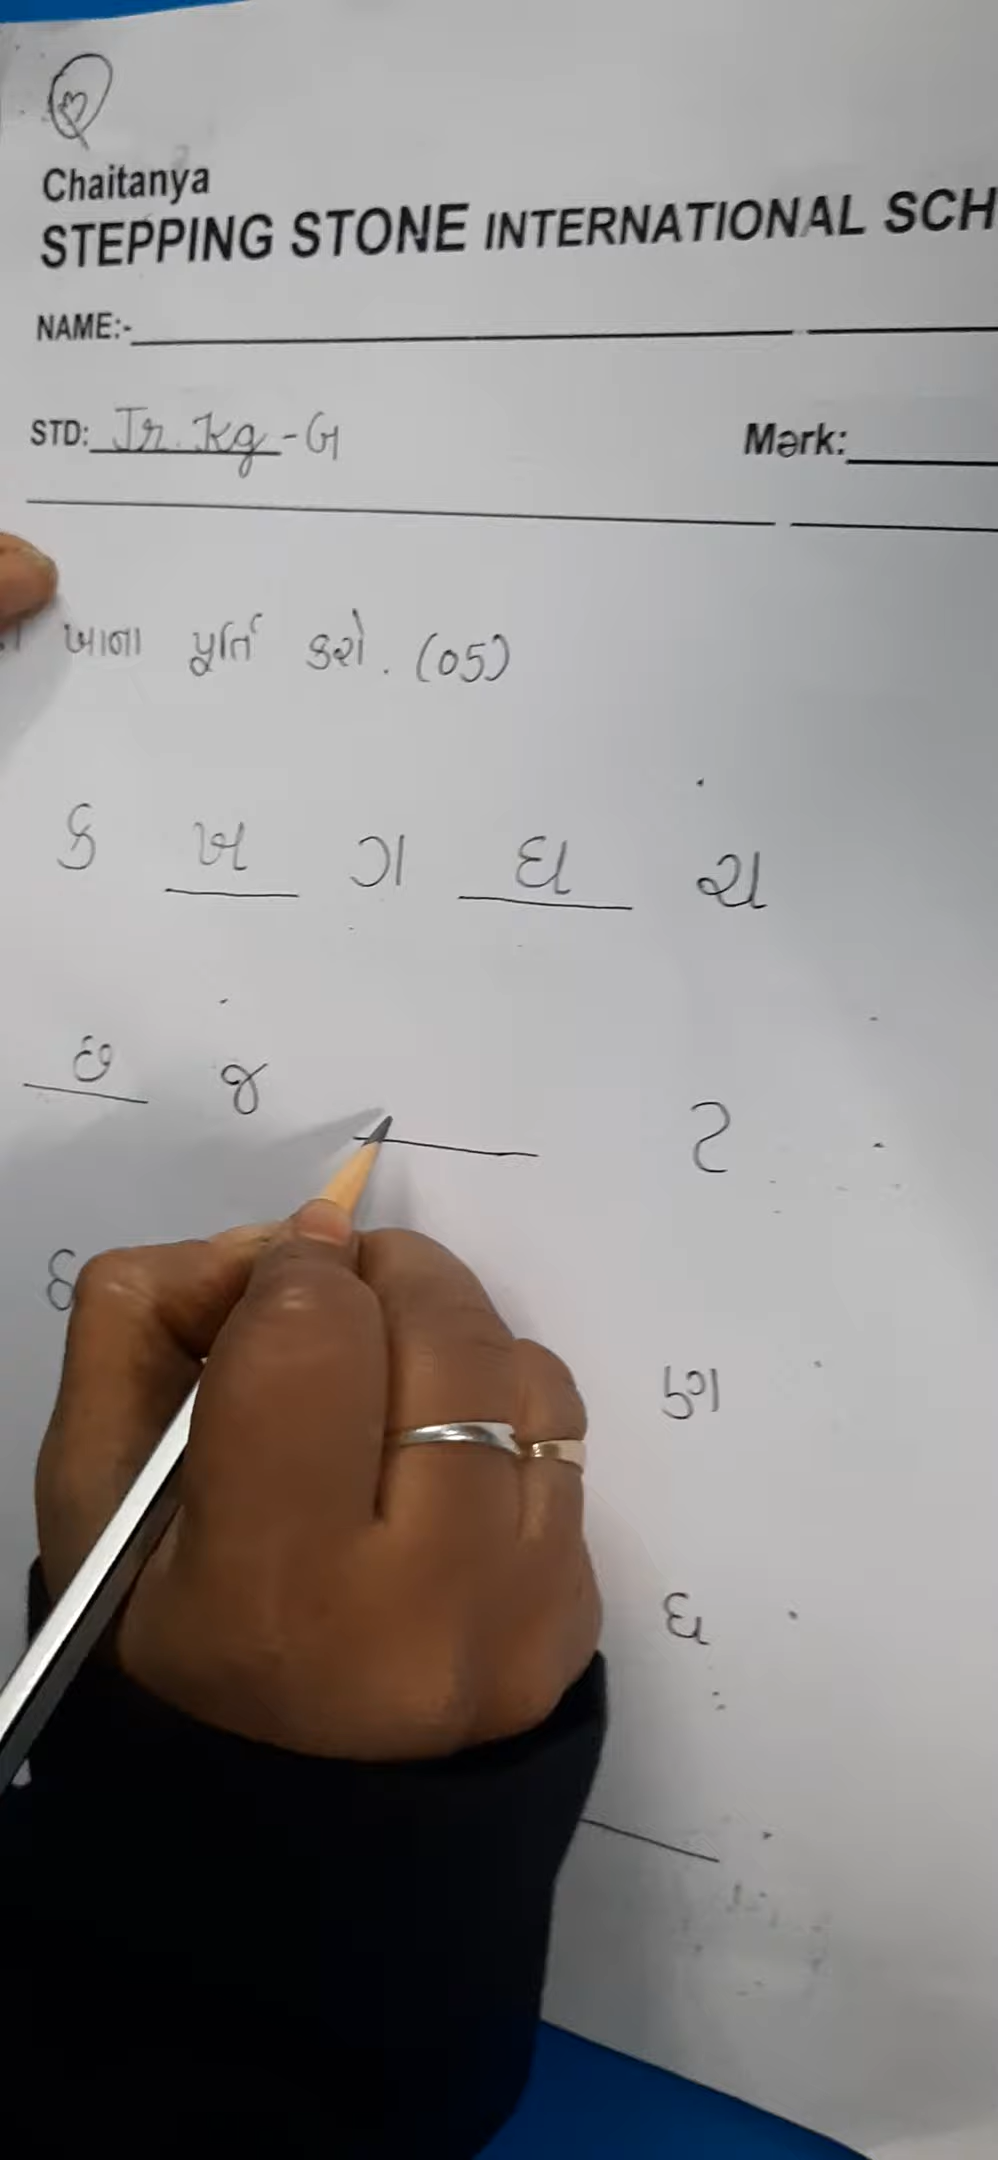 Chaitanya
STEPPING STONE INTERNATIONAL SCH
NAME:-
STD: Jr. Kg - G Mark:
ખાના પૂર્તિ કરો. (05)
ક ખ ગ ઘ ચ
છ જ ટ
ઠ ણ
ધ